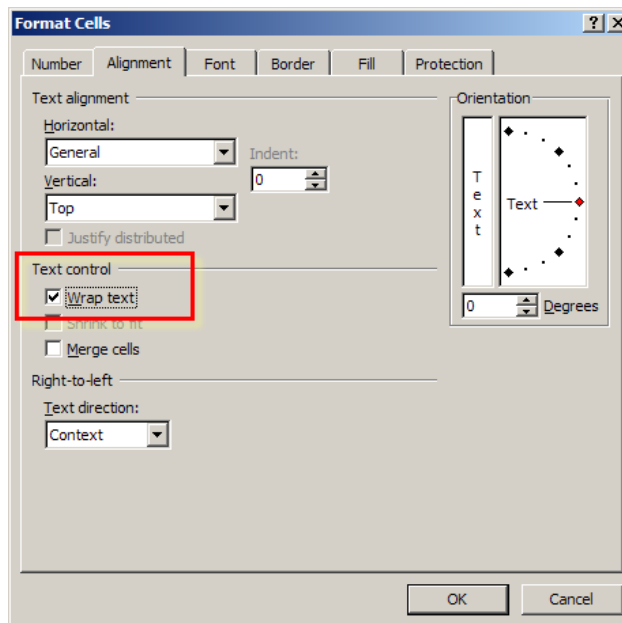 Format Cells
Number Alignment Font Border Fill Protection
Text alignment
Horizontal:
General
Indent:
0
Vertical:
Top
Justify distributed
Text control
Wrap text
Shrink to fit
Merge cells
Right-to-left
Text direction:
Context
Orientation
Text
Text
0 Degrees
OK Cancel